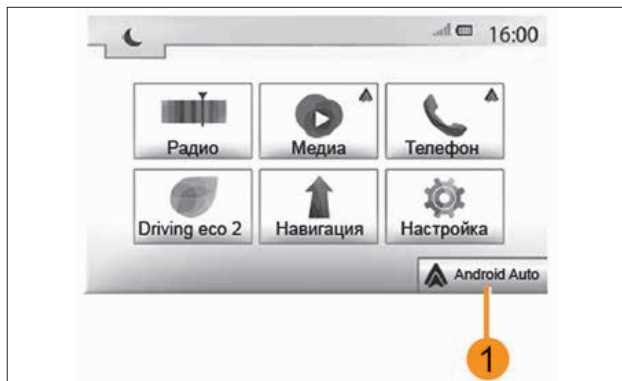 16:00
Радио
Медиа
Телефон
Driving eco 2
Навигация
Настройка
Android Auto
1